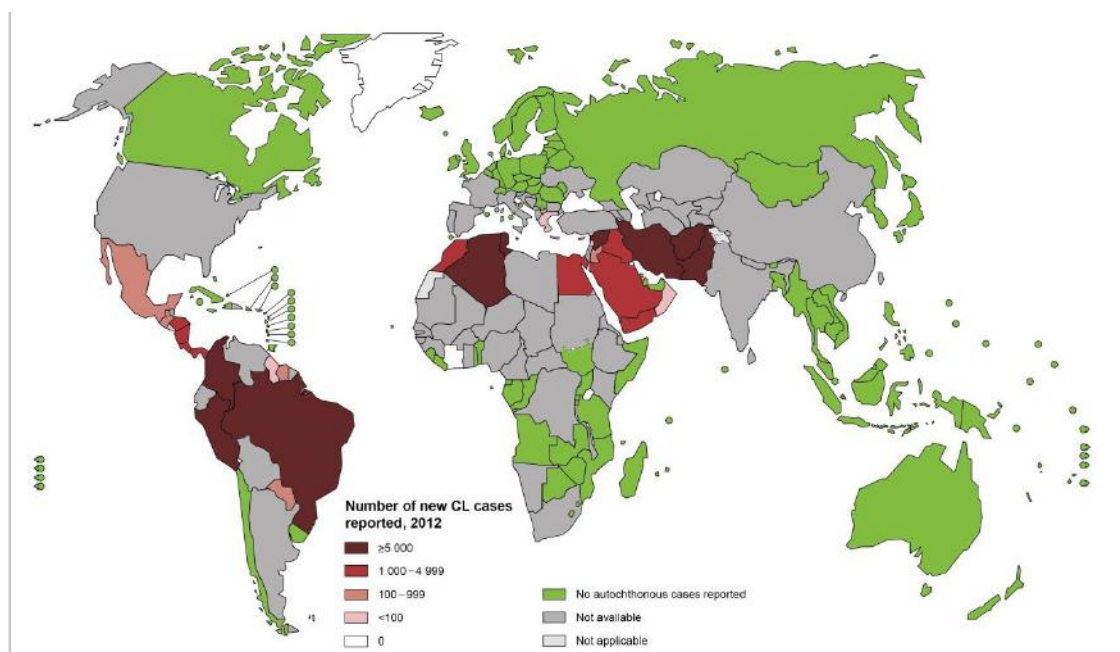 Number of new CL cases
reported, 2012
≥5 000
1 000–4 999
100–999
<100
0
No autochthonous cases reported
Not available
Not applicable